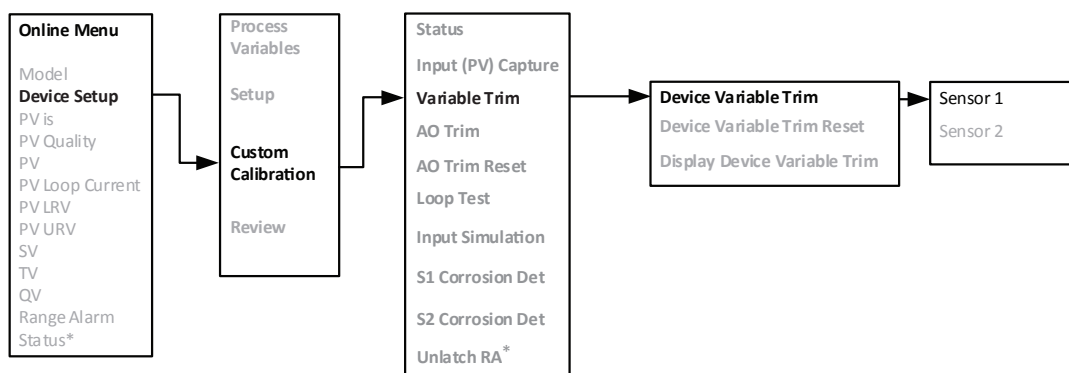 Online Menu
Model
Device Setup
PV is
PV Quality
PV
PV Loop Current
PV LRV
PV URV
SV
TV
QV
Range Alarm
Status*
Process
Variables
Setup
Custom
Calibration
Review
Status
Input (PV) Capture
Variable Trim
AO Trim
AO Trim Reset
Loop Test
Input Simulation
S1 Corrosion Det
S2 Corrosion Det
Unlatch RA*
Device Variable Trim
Device Variable Trim Reset
Display Device Variable Trim
Sensor 1
Sensor 2